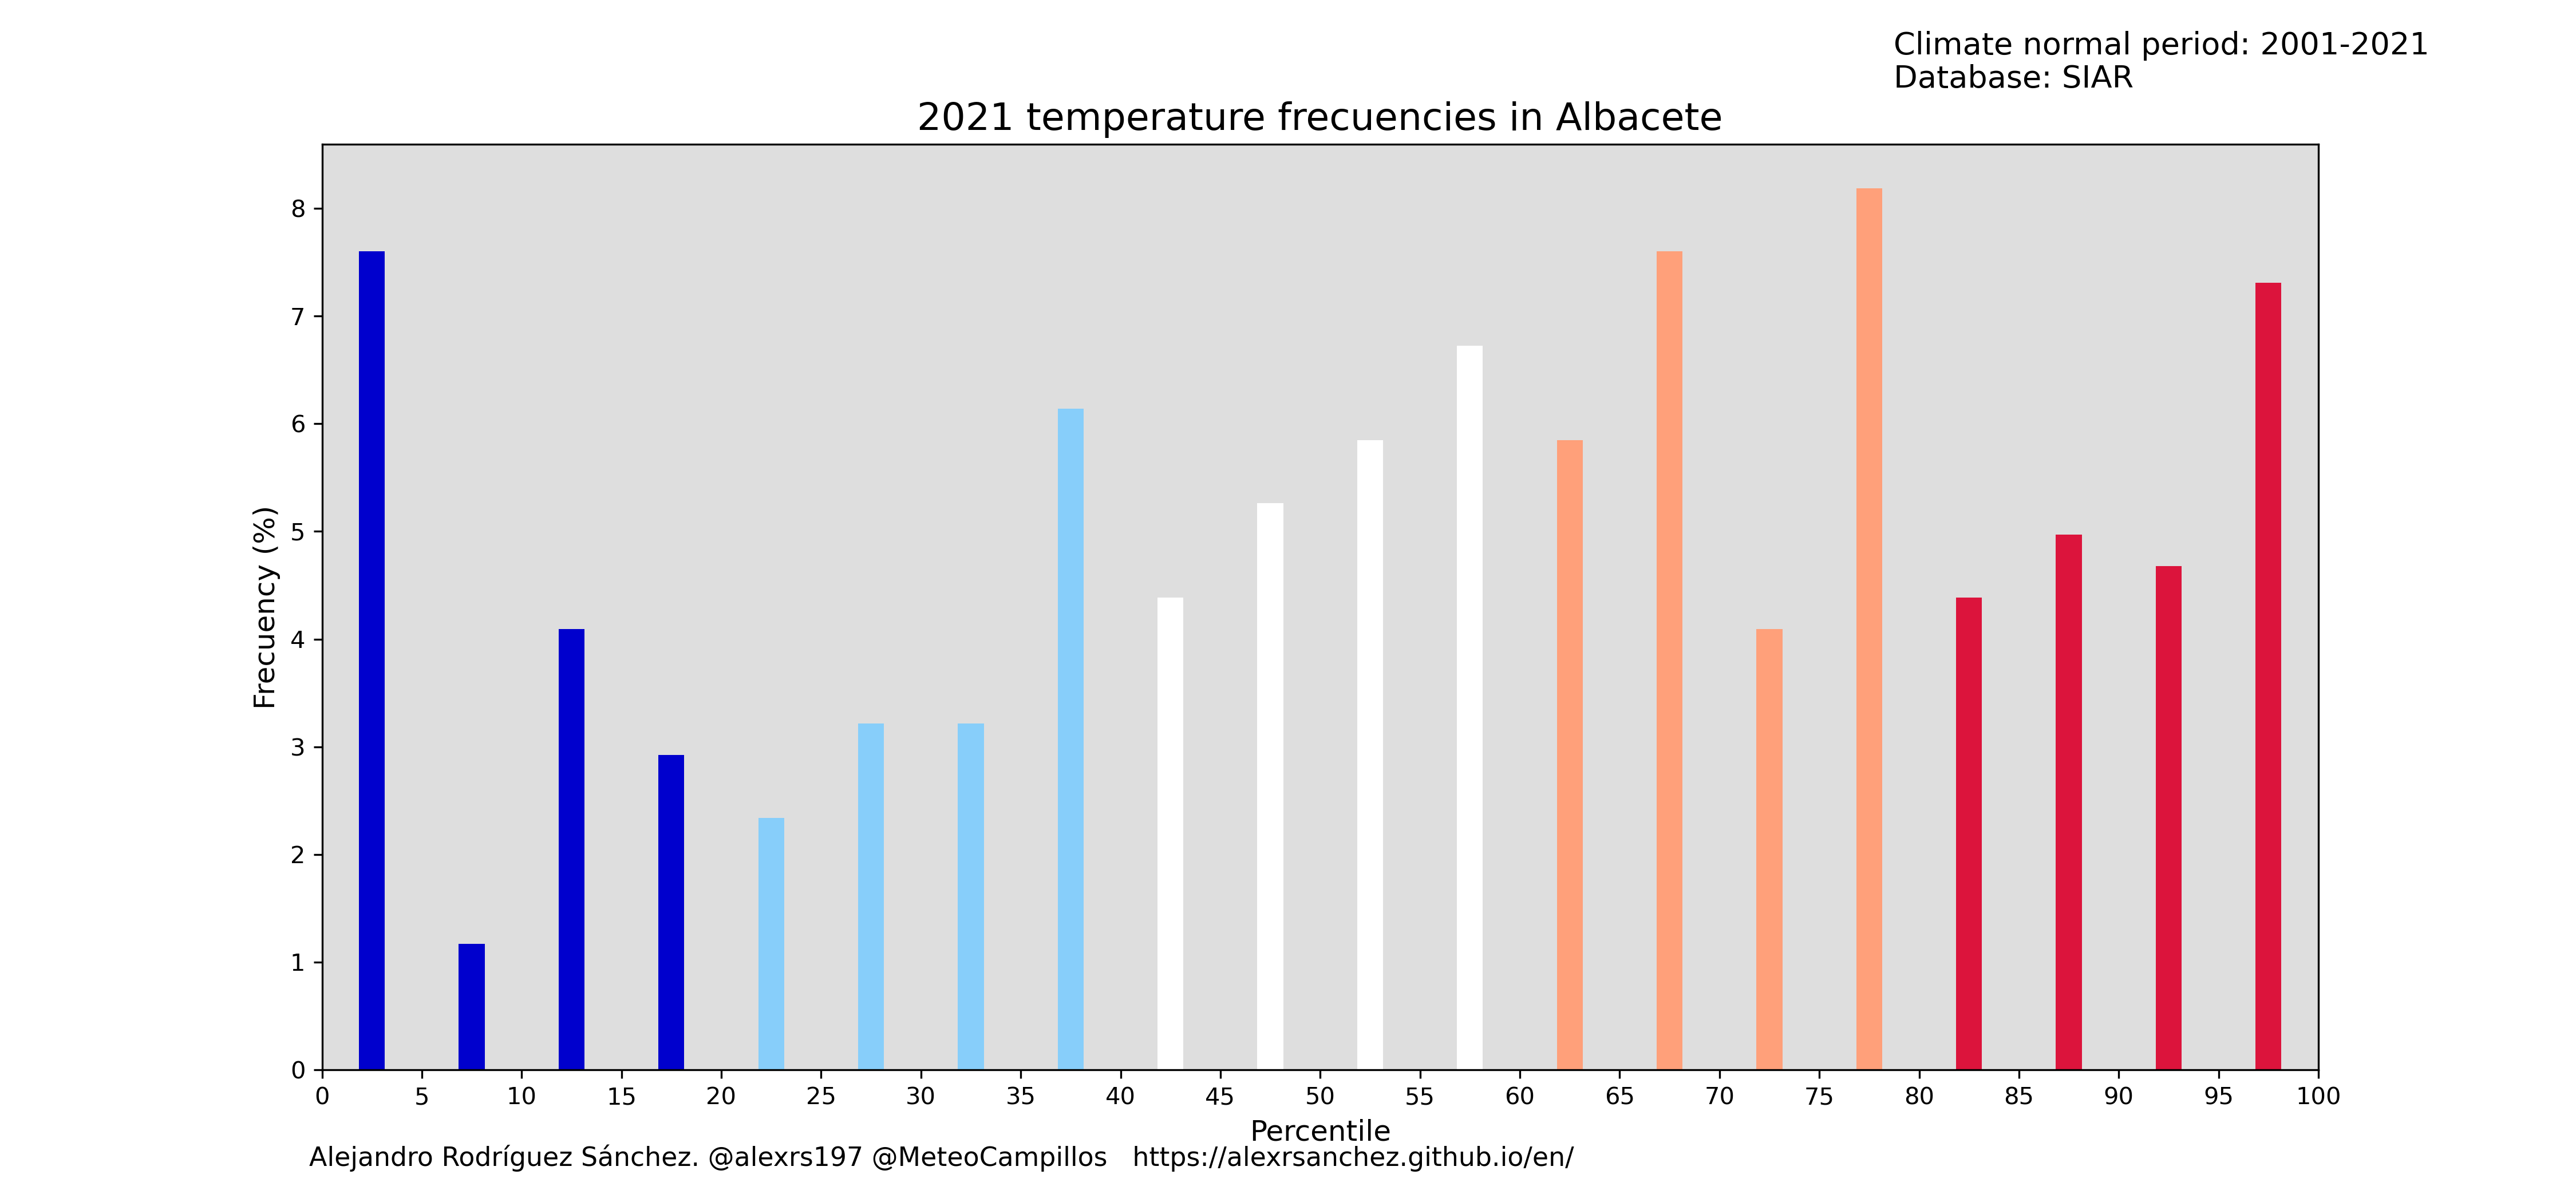 Climate normal period: 2001-2021
Database: SIAR
2021 temperature frecuencies in Albacete
Frecuency (%)
8
7
6
5
4
3
2
1
0
0 5 10 15 20 25 30 35 40 45 50 55 60 65 70 75 80 85 90 95 100
Percentile
Alejandro Rodríguez Sánchez. @alexrs197 @MeteoCampillos https://alexrsanchez.github.io/en/